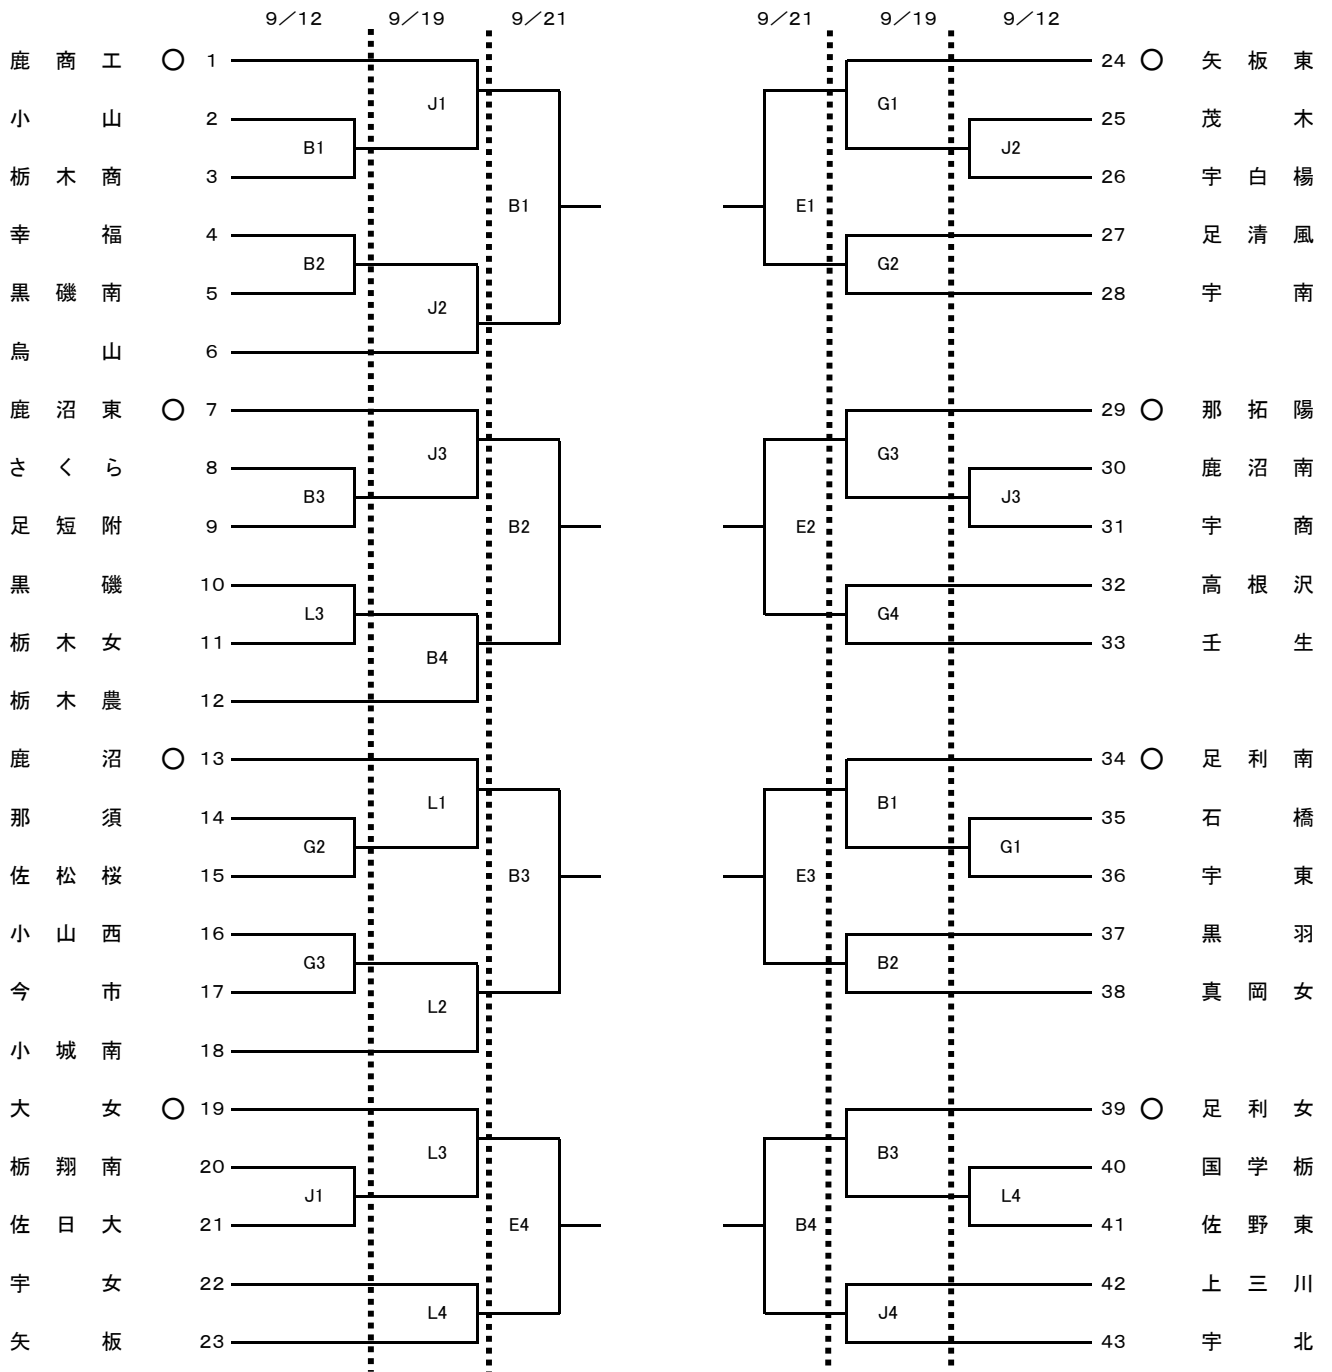 9／12 9／19 9／21 9／21 9／19 9／12
鹿商工 ○ 1 24 ○ 矢板東
J1 G1
小山 2 25 茂木
B1 J2
栃木商 3 26 宇白楊
B1 E1
幸福 4 27 足清風
B2 G2
黒磯南 5 28 宇南
J2
烏山 6
鹿沼東 ○ 7 29 ○ 那拓陽
J3 G3
さくら 8 30 鹿沼南
B3 J3
足短附 9 31 宇商
B2 E2
黒磯 10 32 高根沢
L3 G4
栃木女 11 33 壬生
B4
栃木農 12
鹿沼 ○ 13 34 ○ 足利南
L1 B1
那須 14 35 石橋
G2 G1
佐松桜 15 36 宇東
B3 E3
小山西 16 37 黒羽
G3 B2
今市 17 38 真岡女
L2
小城南 18
大女 ○ 19 39 ○ 足利女
L3 B3
栃翔南 20 40 国学栃
J1 L4
佐日大 21 41 佐野東
E4 B4
宇女 22 42 上三川
L4 J4
矢板 23 43 宇北